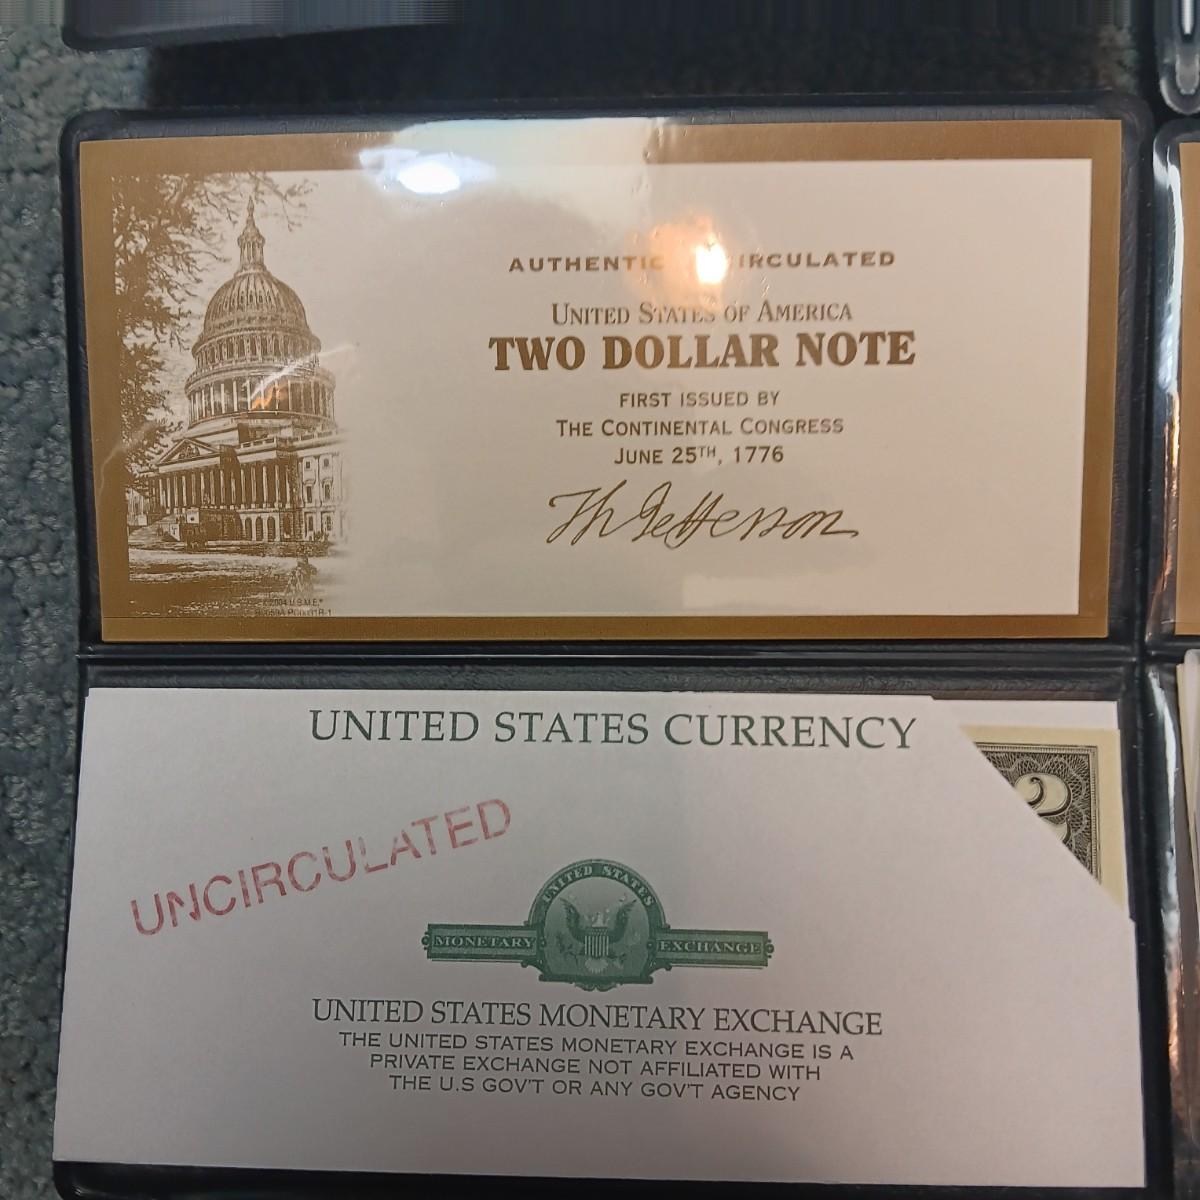 AUTHENTIC IRCULATED
UNITED STATES OF AMERICA
TWO DOLLAR NOTE
FIRST ISSUED BY
THE CONTINENTAL CONGRESS
JUNE 25TH, 1776
Th Jefferson
UNITED STATES CURRENCY
2
UNCIRCULATED
UNITED STATES
MONETARY EXCHANGE
UNITED STATES MONETARY EXCHANGE
THE UNITED STATES MONETARY EXCHANGE IS A
PRIVATE EXCHANGE NOT AFFILIATED WITH
THE U.S GOV'T OR ANY GOV'T AGENCY